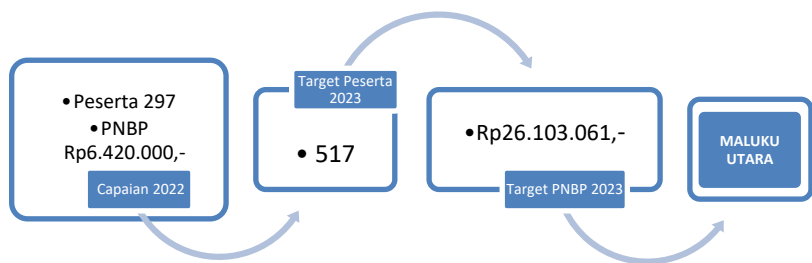 •Peserta 297
•PNBP
Rp6.420.000,-
Capaian 2022
Target Peserta
2023
• 517
•Rp26.103.061,-
Target PNBP 2023
MALUKU
UTARA